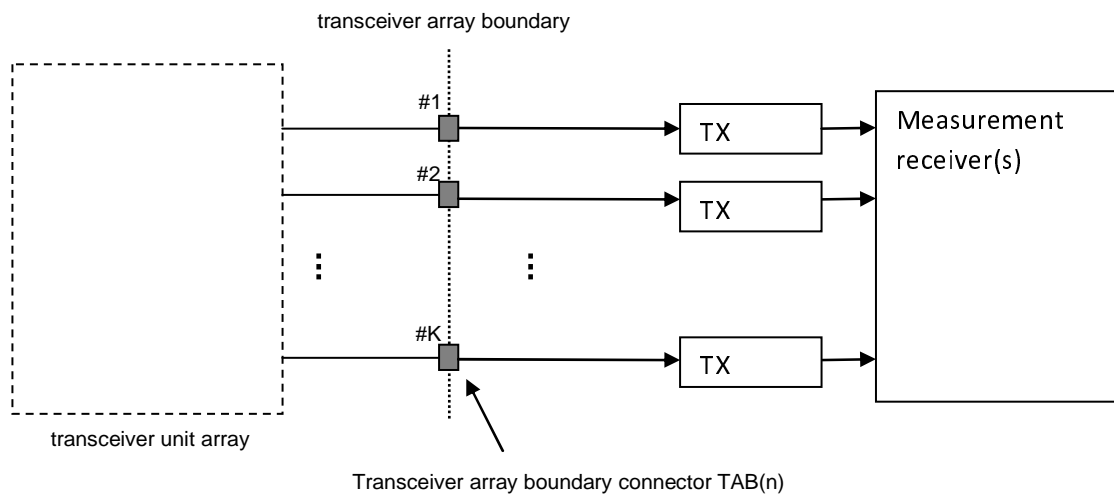 transceiver array boundary
#1
TX
Measurement
receiver(s)
#2
TX
#K
TX
transceiver unit array
Transceiver array boundary connector TAB(n)